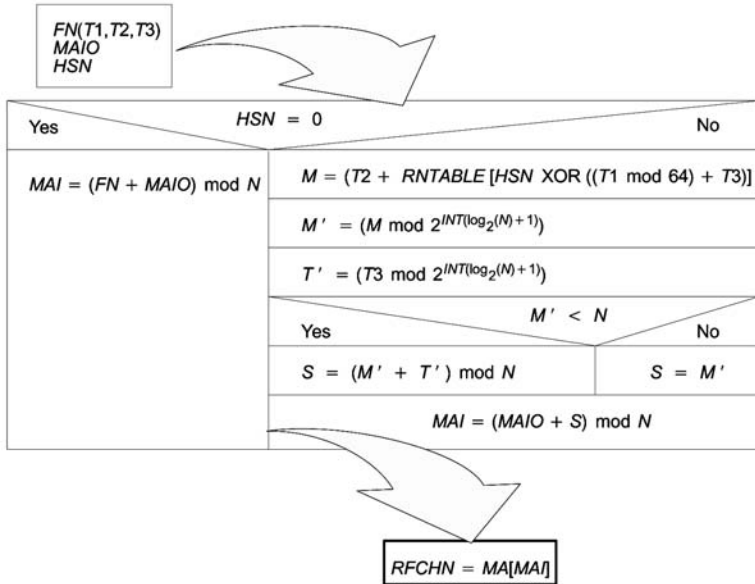 FN(T1,T2,T3)
MAIO
HSN
HSN = 0
Yes
No
MAI = (FN + MAIO) mod N
M = (T2 + RNTABLE [HSN XOR ((T1 mod 64) + T3)]
M' = (M mod 2^INT(log₂(N) + 1))
T' = (T3 mod 2^INT(log₂(N) + 1))
M' < N
Yes
No
S = (M' + T') mod N
S = M'
MAI = (MAIO + S) mod N
RFCHN = MA[MAI]